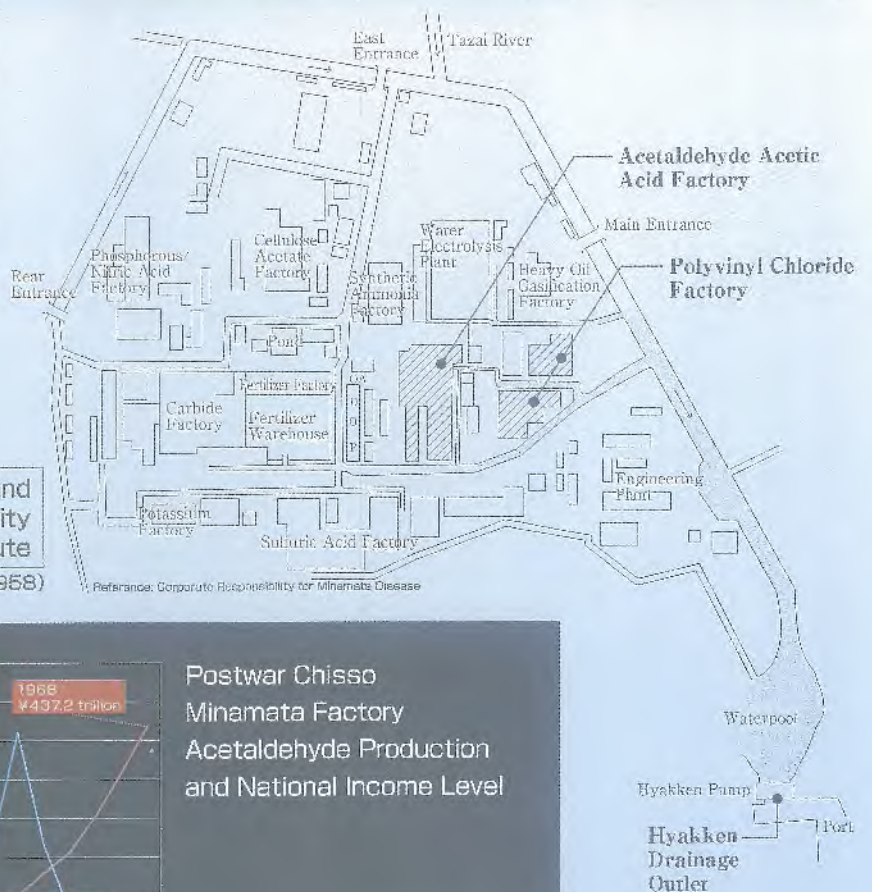 East
Entrance
Tazai River
Acetaldehyde Acetic
Acid Factory
Main Entrance
Polyvinyl Chloride
Factory
Water
Electrolysis
Plant
Heavy Oil
Gasification
Factory
Cellulose
Acetate
Factory
Synthetic
Ammonia
Factory
Phosphorous/
Nitric Acid
Factory
Rear
Entrance
Pond
Fertilizer Factory
Carbide
Factory
Fertilizer
Warehouse
D
O
P
Engineering
Plant
Potassium
Factory
Sulfuric Acid Factory
nd
ity
ute
958)
Reference: Corporute Responsibility for Minamata Disease
Waterpool
Hyakken Pump
Port
Hyakken
Drainage
Outler
1968
¥437.2 trillion
Postwar Chisso
Minamata Factory
Acetaldehyde Production
and National Income Level